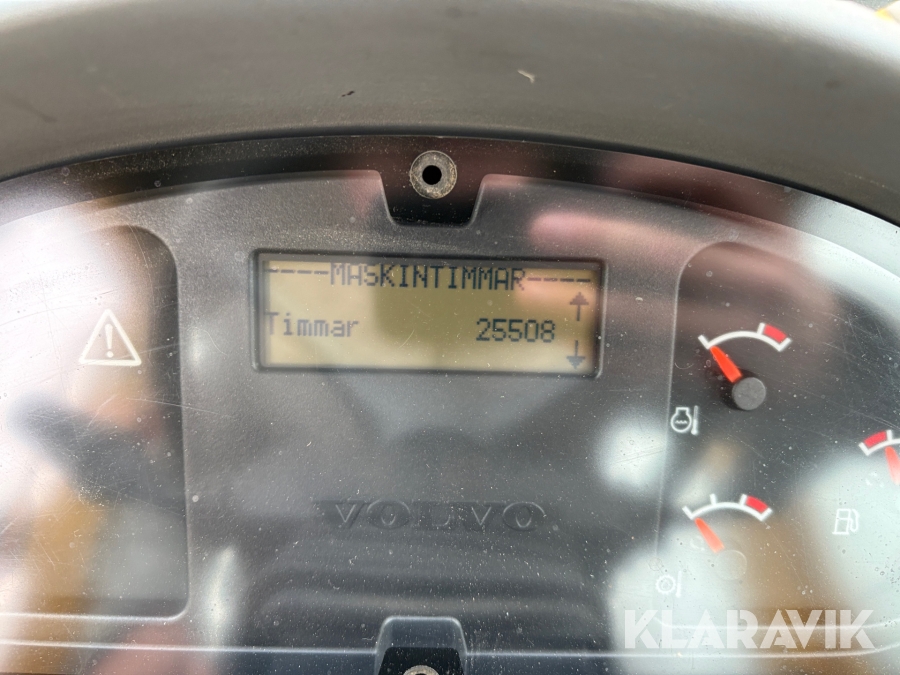 ----MASKINTIMMAR----
Timmar 25508
VOLVO
KLARAVIK